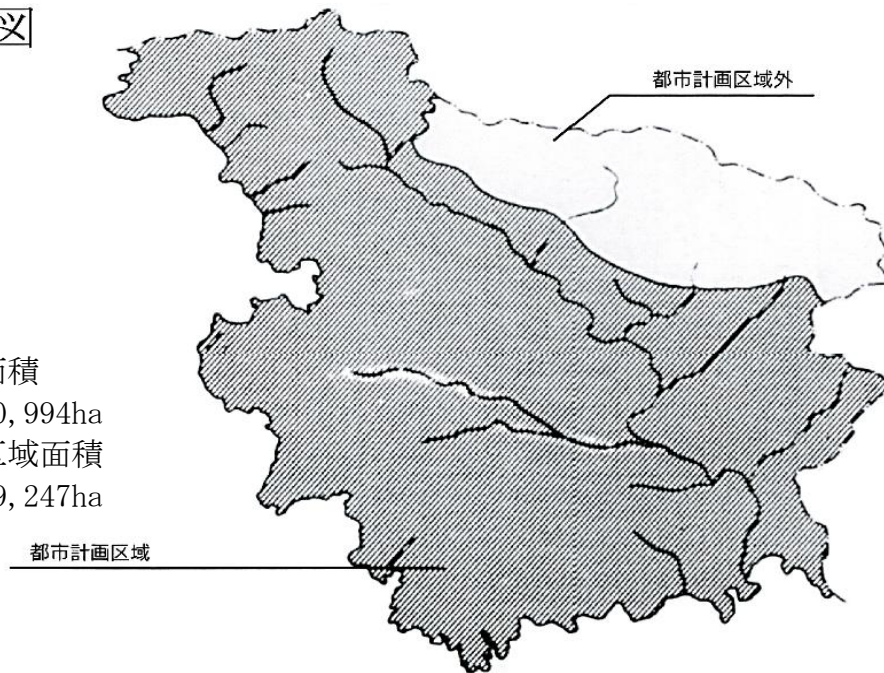 図
都市計画区域外
面積
0,994ha
区域面積
9,247ha
都市計画区域